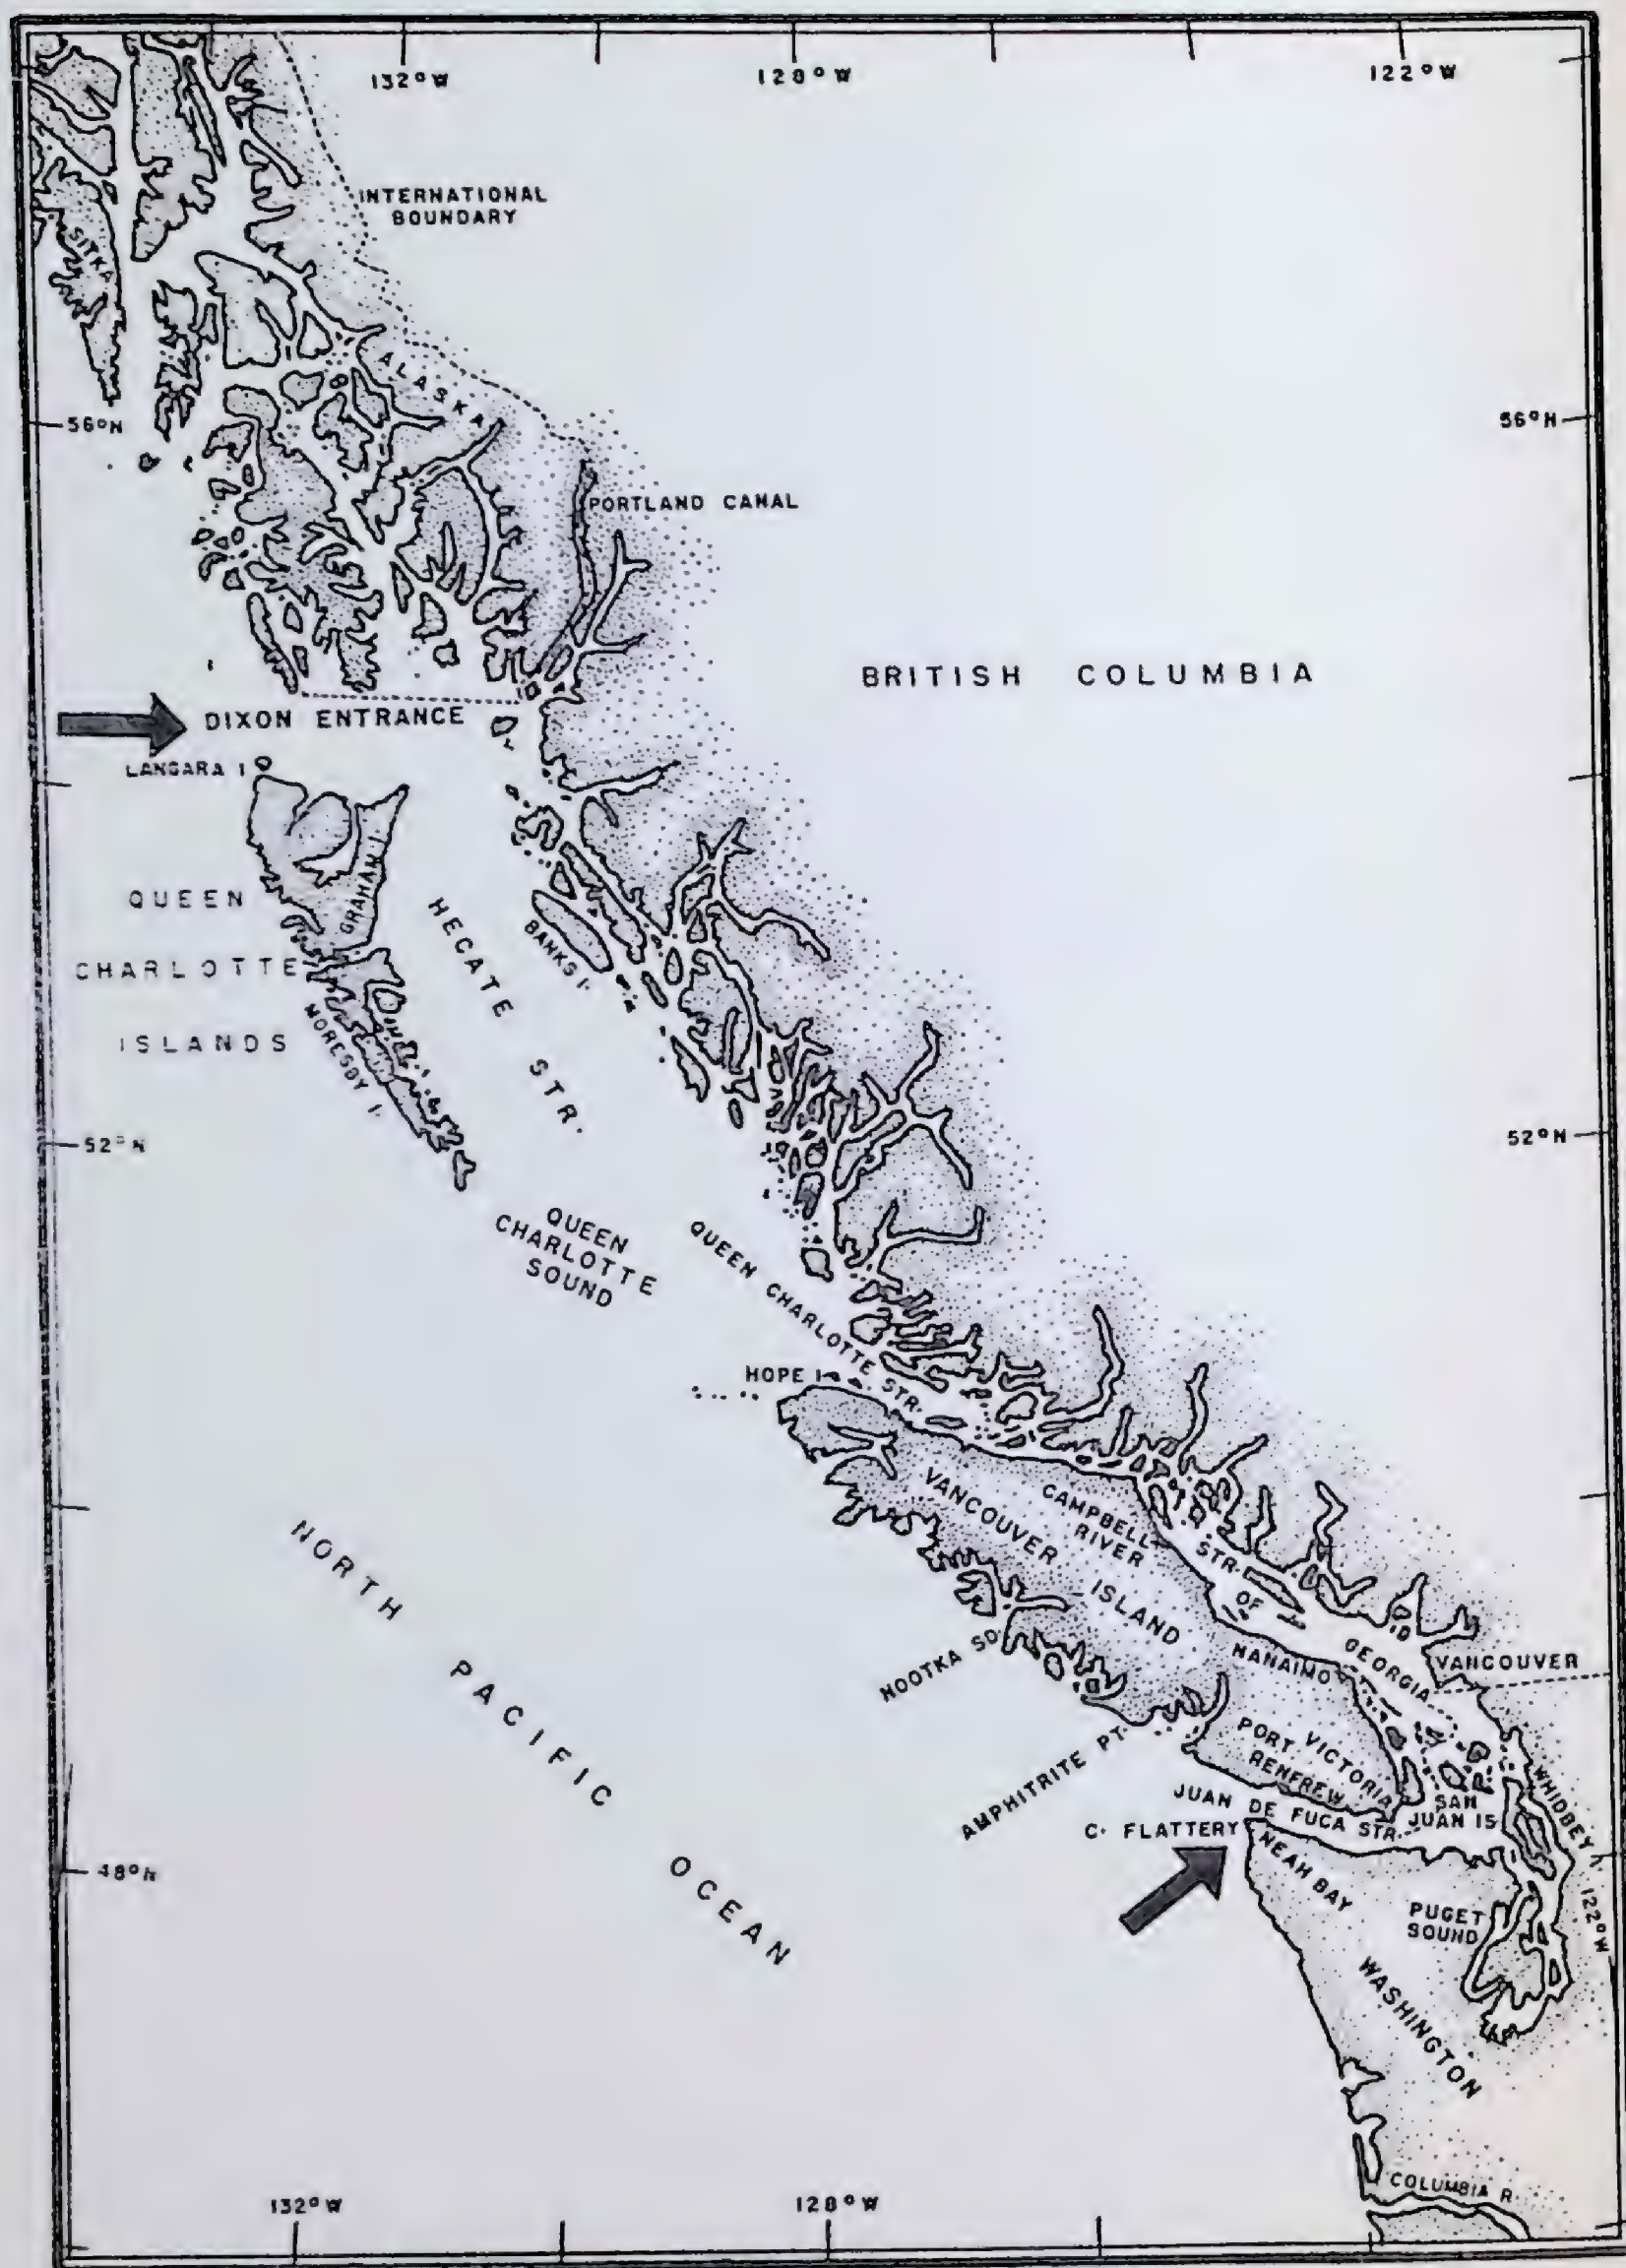 132°W
128°W
122°W
INTERNATIONAL
BOUNDARY
SITKA
ALASKA
56°N
56°N
PORTLAND CANAL
BRITISH COLUMBIA
DIXON ENTRANCE
LANGARA I
GRAHAM I
QUEEN
CHARLOTTE
ISLANDS
HECATE STR.
BANKS I.
MORESBY I.
52°N
52°N
QUEEN
CHARLOTTE
SOUND
QUEEN CHARLOTTE STR.
HOPE I
VANCOUVER ISLAND
CAMPBELL
RIVER
STR. OF GEORGIA
NORTH PACIFIC OCEAN
NOOTKA SD
NANAIMO
VANCOUVER
AMPHITRITE PT.
PORT
RENFREW
VICTORIA
SAN
JUAN IS
WHIDBEY I
JUAN DE FUCA STR.
C. FLATTERY
NEAH BAY
48°N
PUGET
SOUND
122°W
WASHINGTON
COLUMBIA R.
132°W
128°W